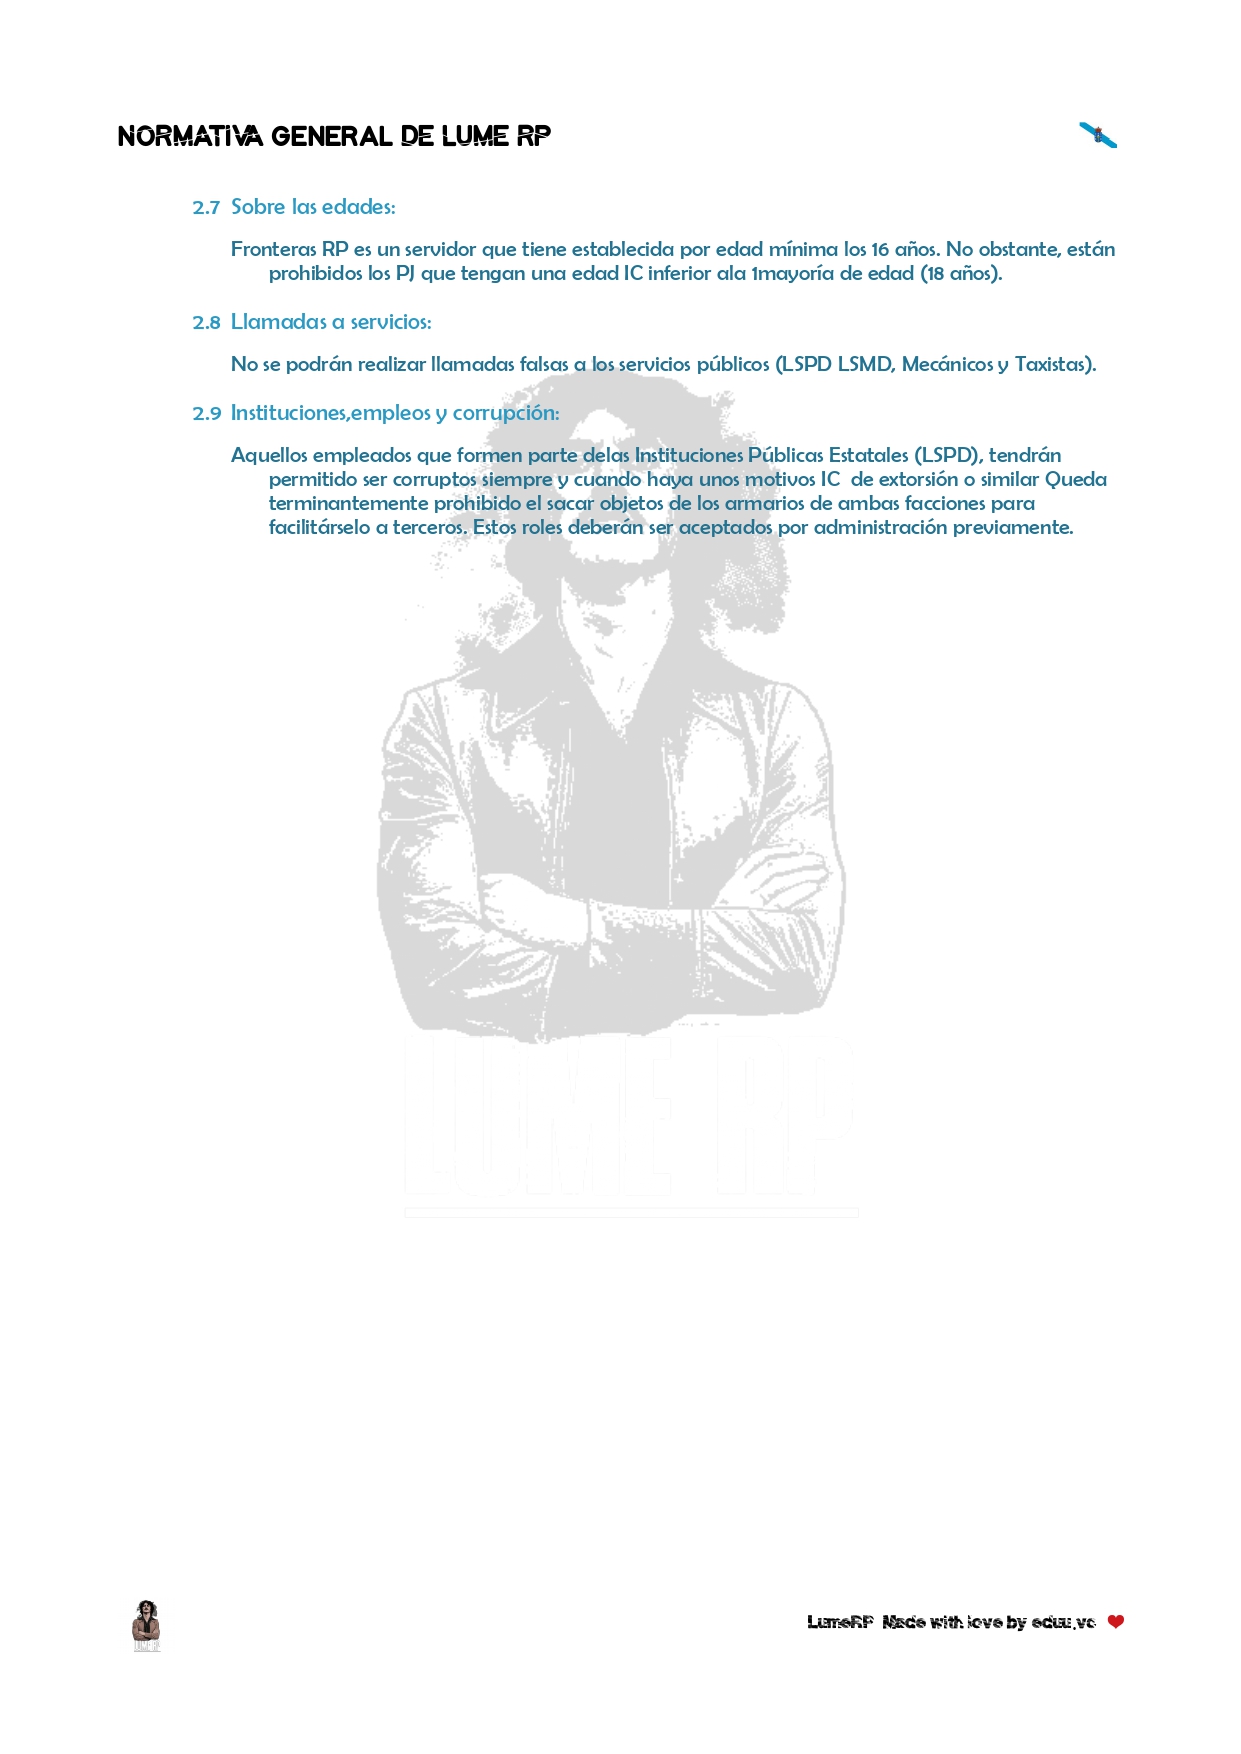 NORMATIVA GENERAL DE LUME RP
2.7 Sobre las edades:
Fronteras RP es un servidor que tiene establecida por edad mínima los 16 años. No obstante, están
prohibidos los PJ que tengan una edad IC inferior ala 1mayoría de edad (18 años).
2.8 Llamadas a servicios:
No se podrán realizar llamadas falsas a los servicios públicos (LSPD LSMD, Mecánicos y Taxistas).
2.9 Instituciones,empleos y corrupción:
Aquellos empleados que formen parte delas Instituciones Públicas Estatales (LSPD), tendrán
permitido ser corruptos siempre y cuando haya unos motivos IC de extorsión o similar Queda
terminantemente prohibido el sacar objetos de los armarios de ambas facciones para
facilitárselo a terceros. Estos roles deberán ser aceptados por administración previamente.
LUME RP
LUME RP
LumeRP Made with love by eduu.vc